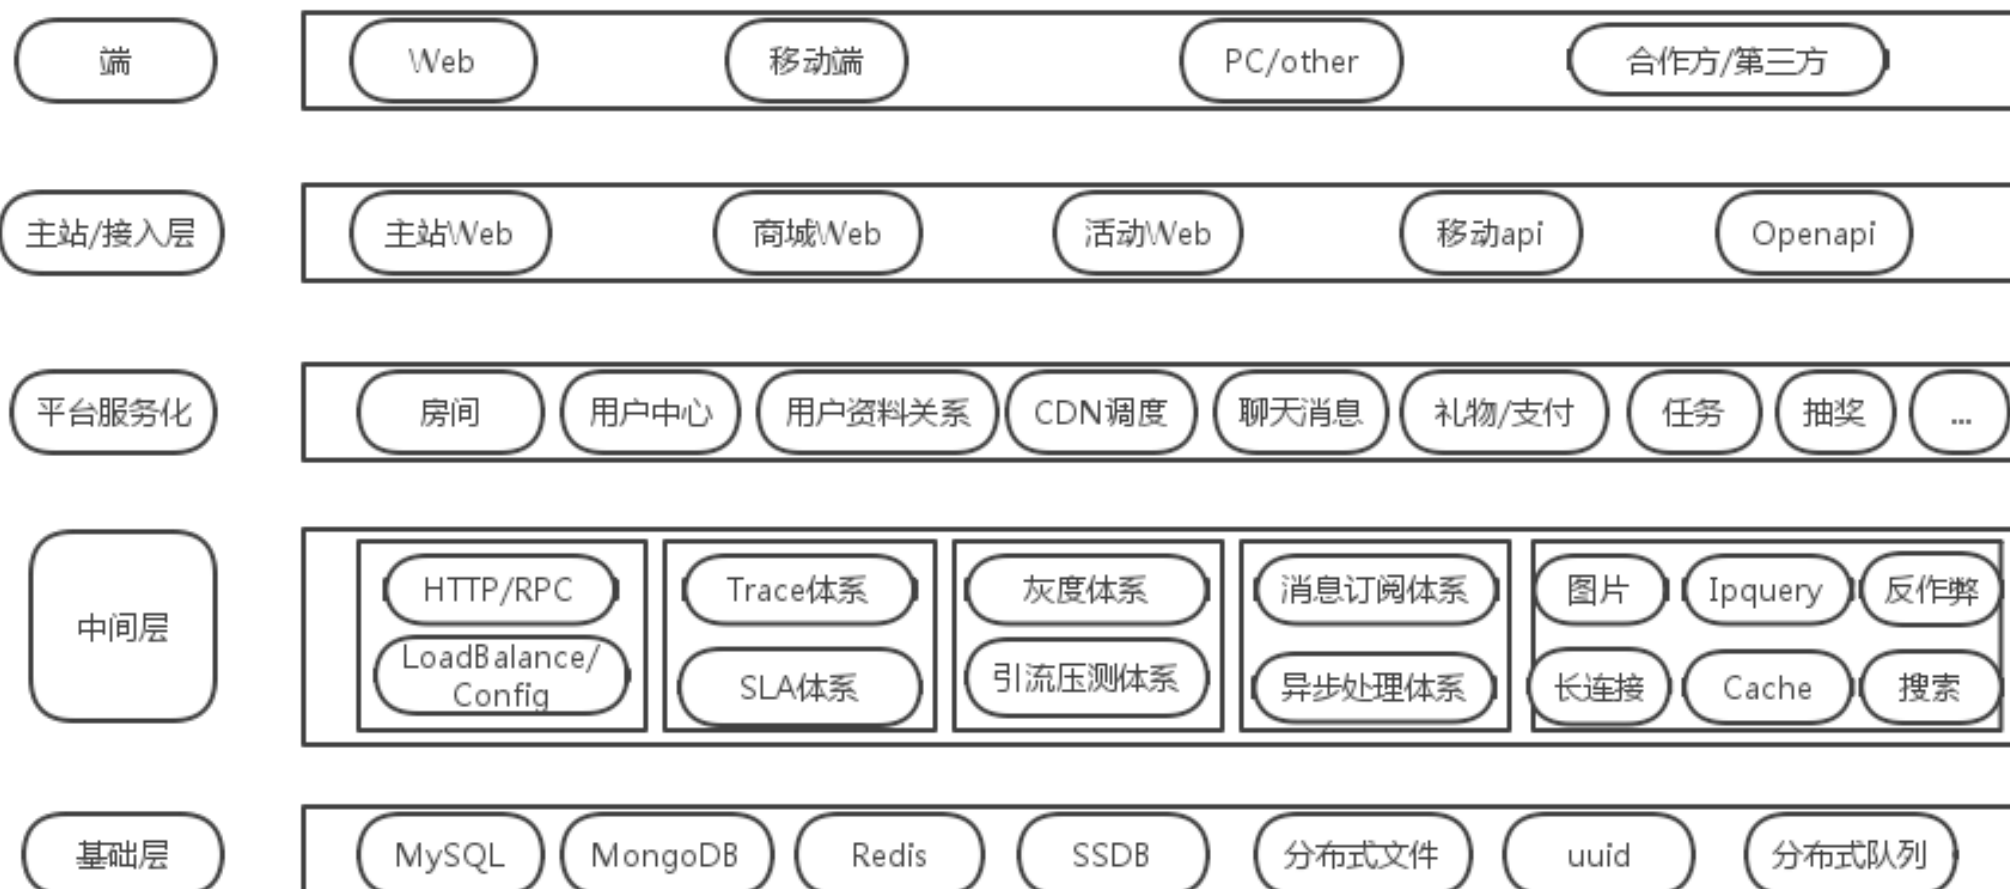 端
Web
移动端
PC/other
合作方/第三方
主站/接入层
主站Web
商城Web
活动Web
移动api
Openapi
平台服务化
房间
用户中心
用户资料关系
CDN调度
聊天消息
礼物/支付
任务
抽奖
...
中间层
HTTP/RPC
LoadBalance/
Config
Trace体系
SLA体系
灰度体系
引流压测体系
消息订阅体系
异步处理体系
图片
Ipquery
反作弊
长连接
Cache
搜索
基础层
MySQL
MongoDB
Redis
SSDB
分布式文件
uuid
分布式队列